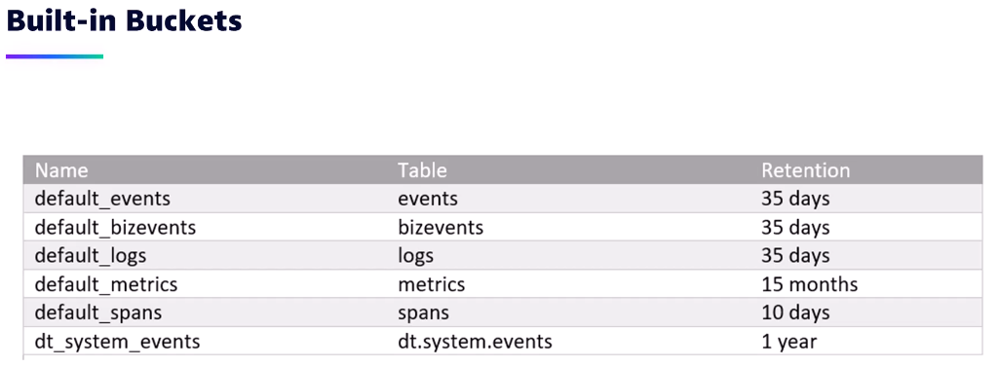 Built-in Buckets
Name Table Retention
default_events events 35 days
default_bizevents bizevents 35 days
default_logs logs 35 days
default_metrics metrics 15 months
default_spans spans 10 days
dt_system_events dt.system.events 1 year